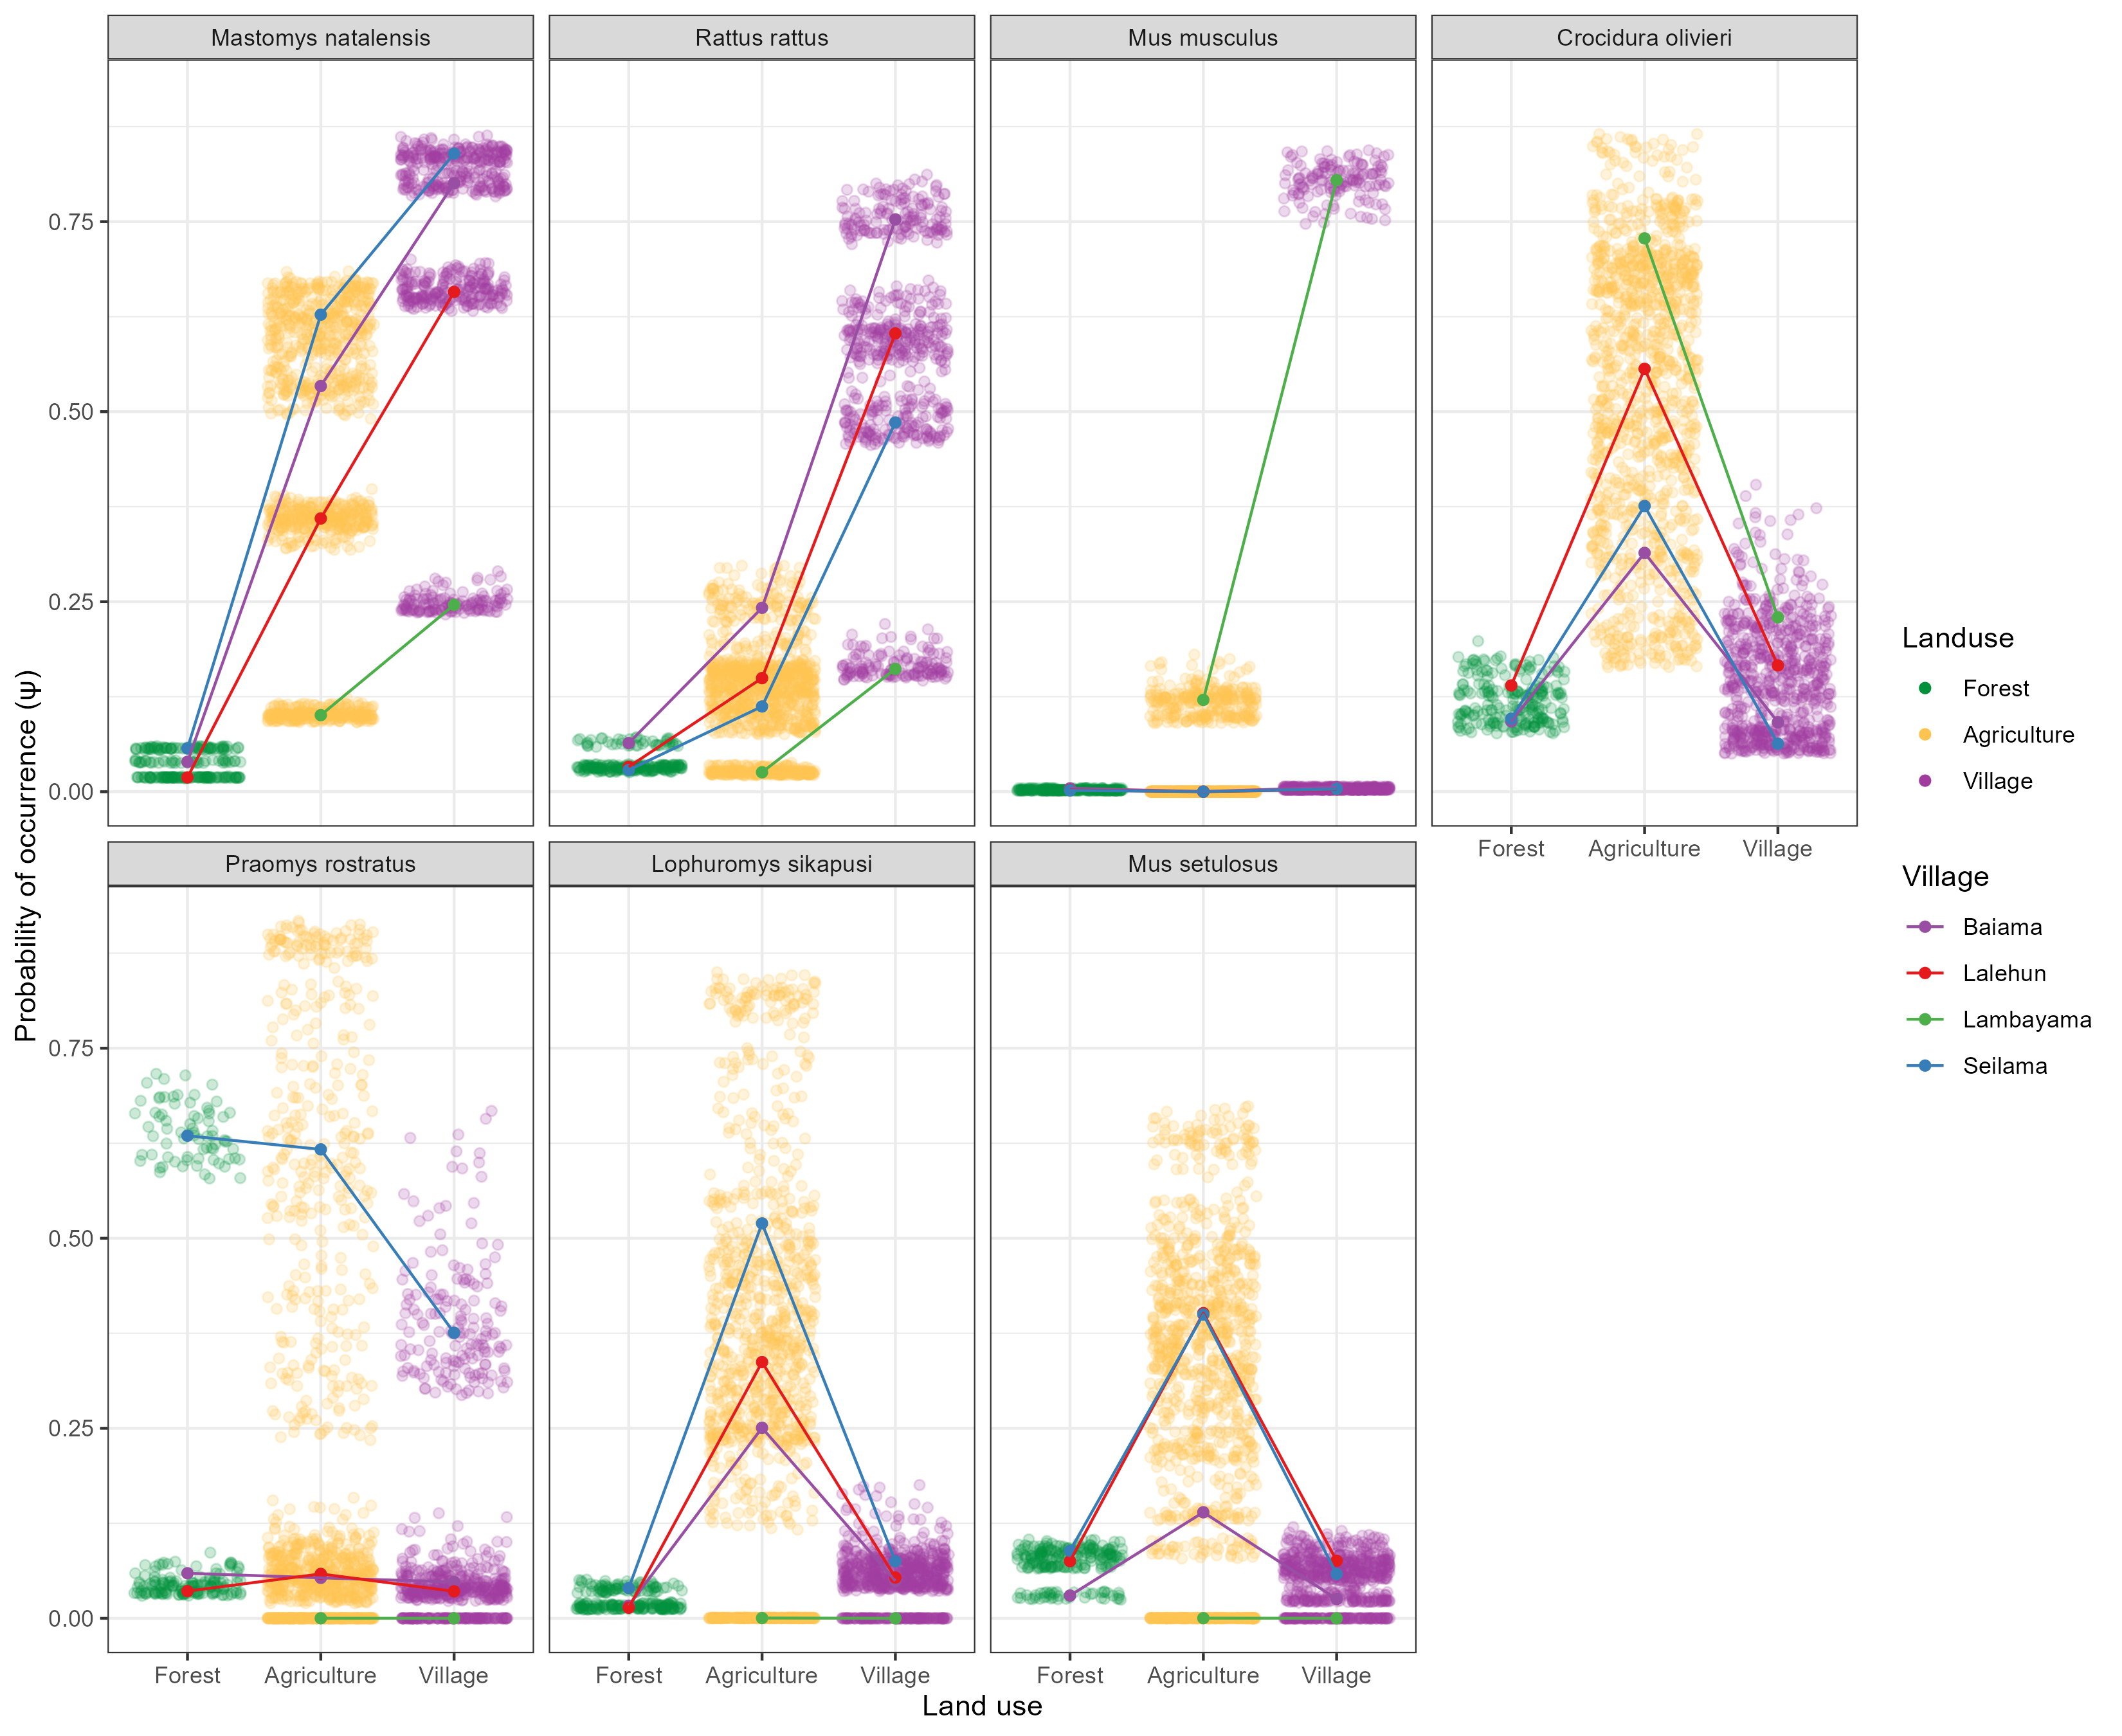 Mastomys natalensis
Rattus rattus
Mus musculus
Crocidura olivieri
0.75
0.50
0.25
0.00
Forest Agriculture Village
Praomys rostratus
Lophuromys sikapusi
Mus setulosus
0.75
0.50
0.25
0.00
Forest Agriculture Village
Forest Agriculture Village
Forest Agriculture Village
Land use
Probability of occurrence (ψ)
Landuse
Forest
Agriculture
Village
Village
Baiama
Lalehun
Lambayama
Seilama